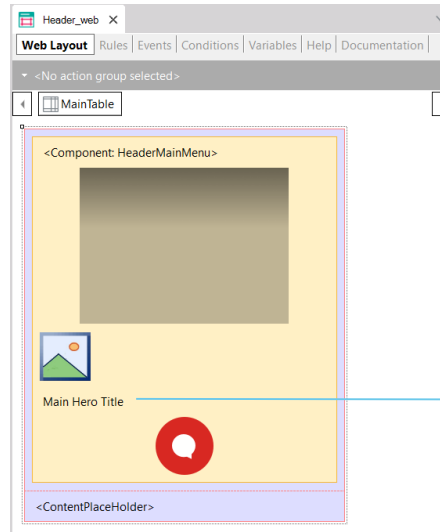 Header_web X
Web Layout Rules Events Conditions Variables Help Documentation
<No action group selected>
MainTable
<Component: HeaderMainMenu>
Main Hero Title
<ContentPlaceHolder>